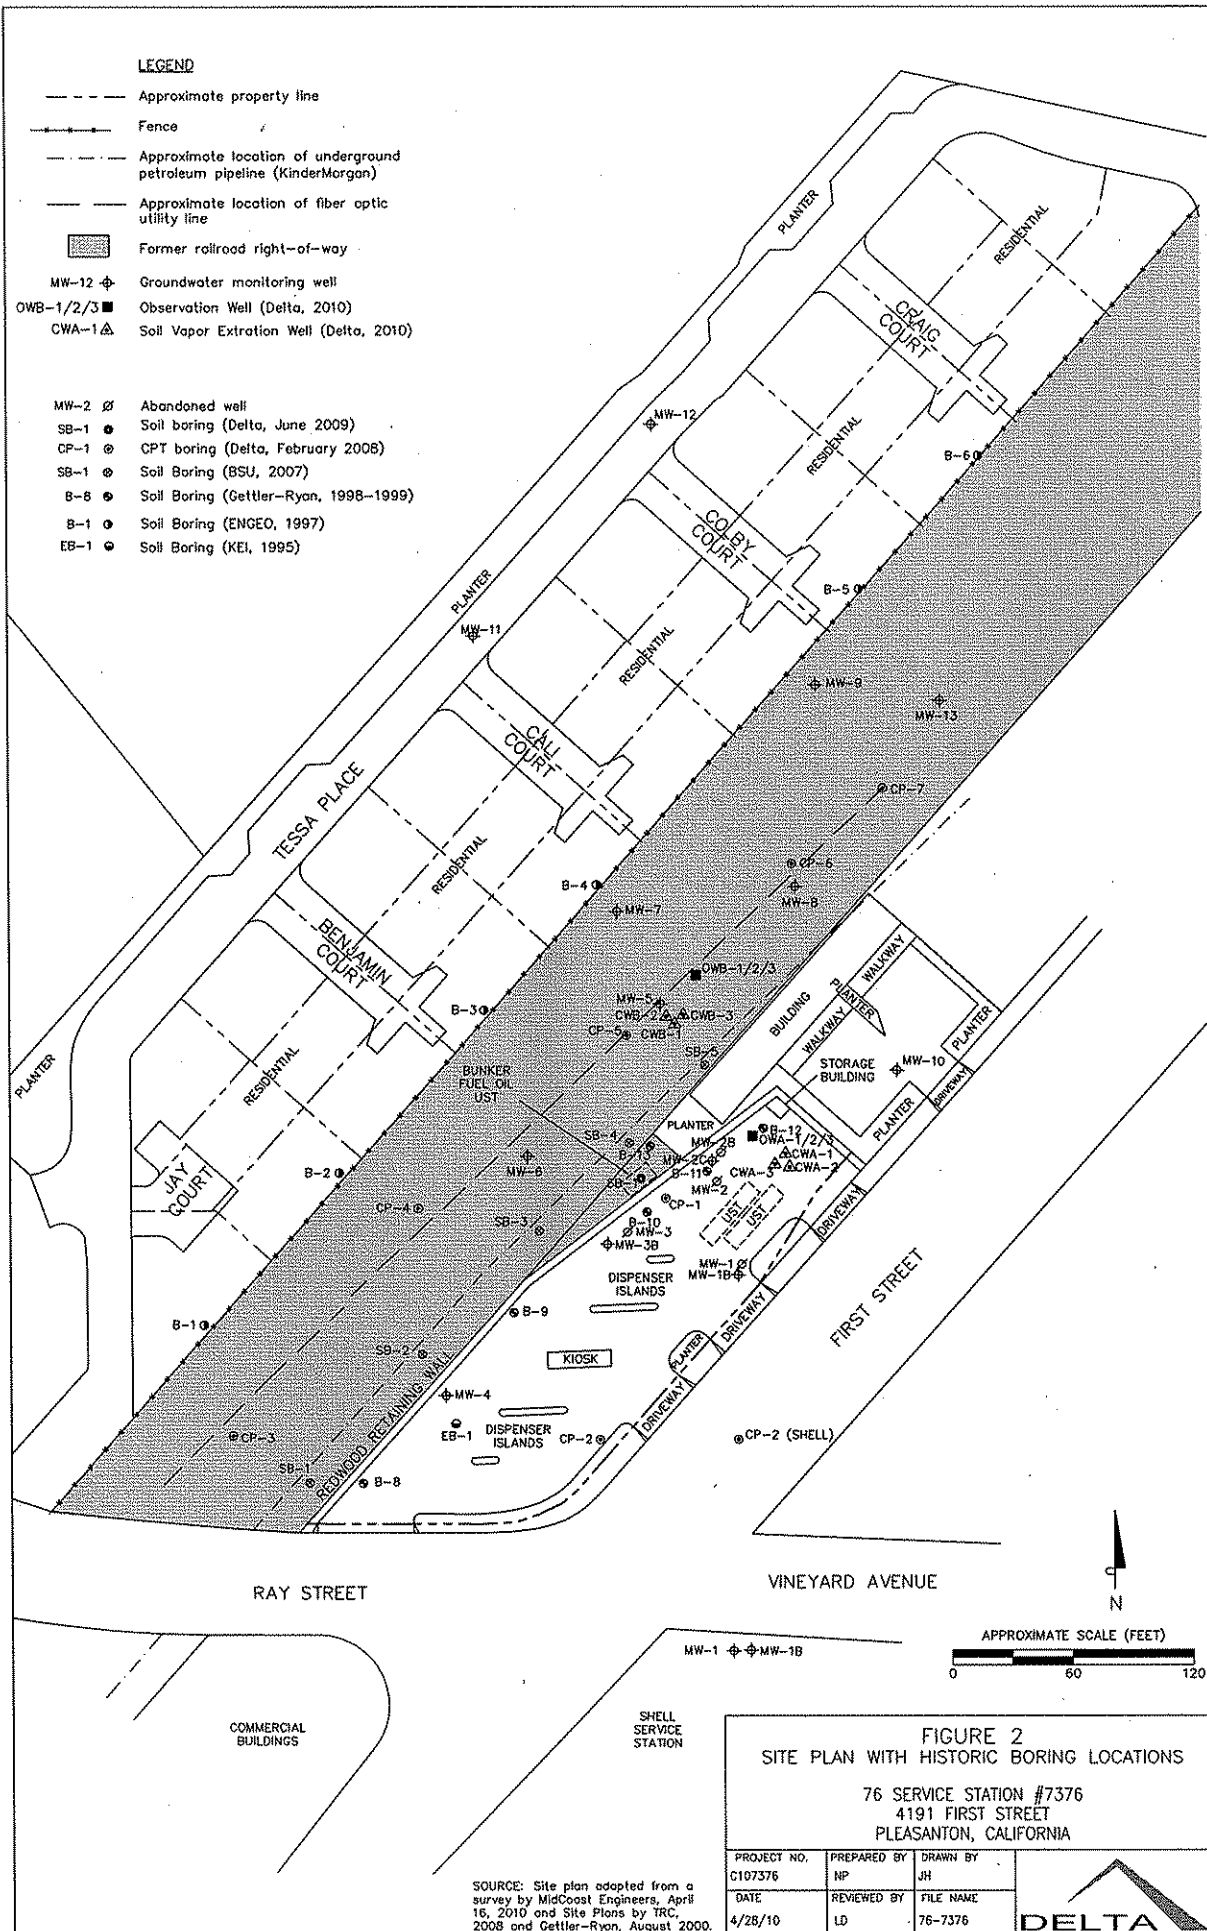 LEGEND
Approximate property line
Fence
Approximate location of underground
petroleum pipeline (KinderMorgan)
Approximate location of fiber optic
utility line
Former railroad right-of-way
MW-12 Groundwater monitoring well
OWB-1/2/3 Observation Well (Delta, 2010)
CWA-1 Soil Vapor Extration Well (Delta, 2010)
MW-2 Abandoned well
SB-1 Soil boring (Delta, June 2009)
CP-1 CPT boring (Delta, February 2008)
SB-1 Soil Boring (BSU, 2007)
B-8 Soil Boring (Gettler-Ryan, 1998-1999)
B-1 Soil Boring (ENGEO, 1997)
EB-1 Soil Boring (KEI, 1995)
PLANTER
RESIDENTIAL
CRAIG
COURT
MW-12
RESIDENTIAL
B-6
COLBY
COURT
PLANTER
B-5
MW-11
RESIDENTIAL
MW-9
MW-13
CALI
COURT
TESSA PLACE
CP-7
RESIDENTIAL
CP-6
B-4
MW-8
MW-7
BENJAMIN
COURT
WALKWAY
OWB-1/2/3
BUILDING
PLANTER
MW-5
B-3
CWB-2
CWB-3
WALKWAY
PLANTER
CP-5
CWB-1
PLANTER
RESIDENTIAL
SB-5
STORAGE
BUILDING
MW-10
BUNKER
FUEL OIL
UST
DRIVEWAY
PLANTER
PLANTER
SB-4
B-12
OWA-1/2/3
MW-2B
B-13
CWA-1
MW-2C
MW-6
B-11
CWA-3
CWA-2
JAY
COURT
B-2
SB-1
MW-2
CP-1
UST
UST
DRIVEWAY
CP-4
B-10
SB-3
MW-3
MW-3B
MW-1
MW-1B
DISPENSER
ISLANDS
FIRST STREET
DRIVEWAY
B-1
B-9
SB-2
KIOSK
PLANTER
REDWOOD RETAINING WALL
MW-4
DRIVEWAY
EB-1
DISPENSER
ISLANDS
CP-3
CP-2
CP-2 (SHELL)
SB-1
B-8
RAY STREET
VINEYARD AVENUE
N
APPROXIMATE SCALE (FEET)
0 60 120
MW-1 MW-1B
COMMERCIAL
BUILDINGS
SHELL
SERVICE
STATION
FIGURE 2
SITE PLAN WITH HISTORIC BORING LOCATIONS
76 SERVICE STATION #7376
4191 FIRST STREET
PLEASANTON, CALIFORNIA
PROJECT NO. PREPARED BY DRAWN BY
C107376 NP JH
DATE REVIEWED BY FILE NAME
4/28/10 LD 76-7376
DELTA
SOURCE: Site plan adapted from a
survey by MidCoast Engineers, April
16, 2010 and Site Plans by TRC,
2008 and Gettler-Ryan, August 2000.